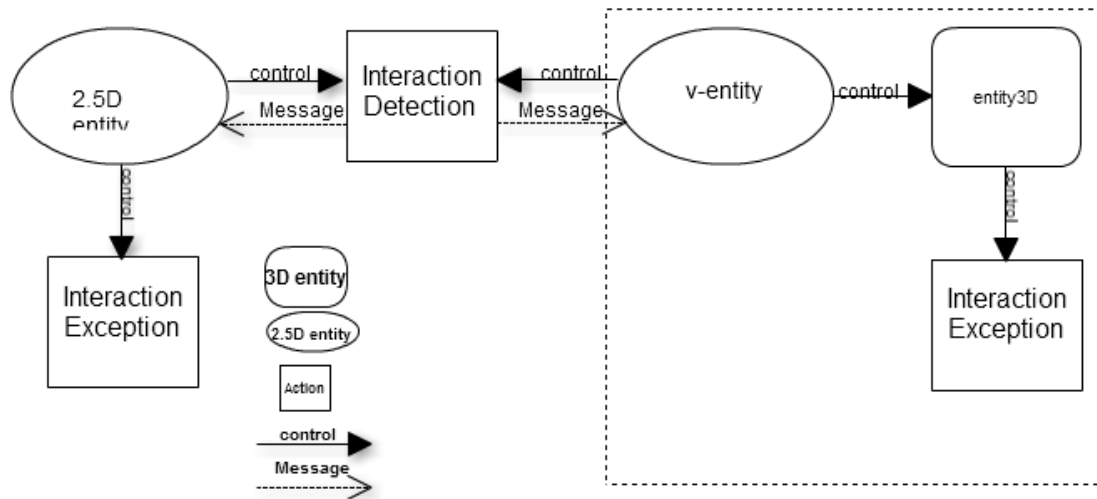 2.5D
entity
control
Message
Interaction
Detection
control
Message
v-entity
control
entity3D
control
control
Interaction
Exception
Interaction
Exception
3D entity
2.5D entity
Action
control
Message